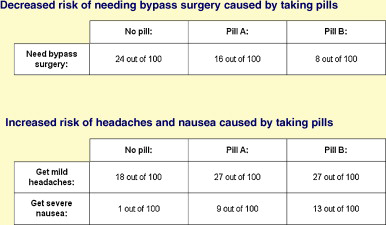 Decreased risk of needing bypass surgery caused by taking pills
No pill: Pill A: Pill B:
Need bypass surgery: 24 out of 100 16 out of 100 8 out of 100
Increased risk of headaches and nausea caused by taking pills
No pill: Pill A: Pill B:
Get mild headaches: 18 out of 100 27 out of 100 27 out of 100
Get severe nausea: 1 out of 100 9 out of 100 13 out of 100